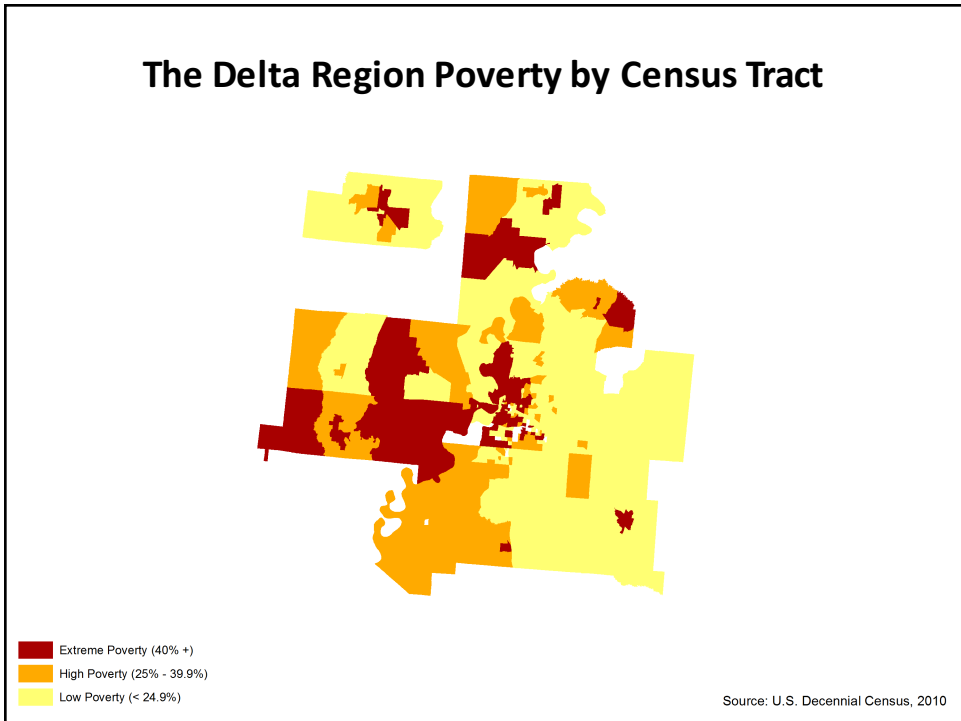 The Delta Region Poverty by Census Tract
Extreme Poverty (40% +)
High Poverty (25% - 39.9%)
Low Poverty (< 24.9%)
Source: U.S. Decennial Census, 2010